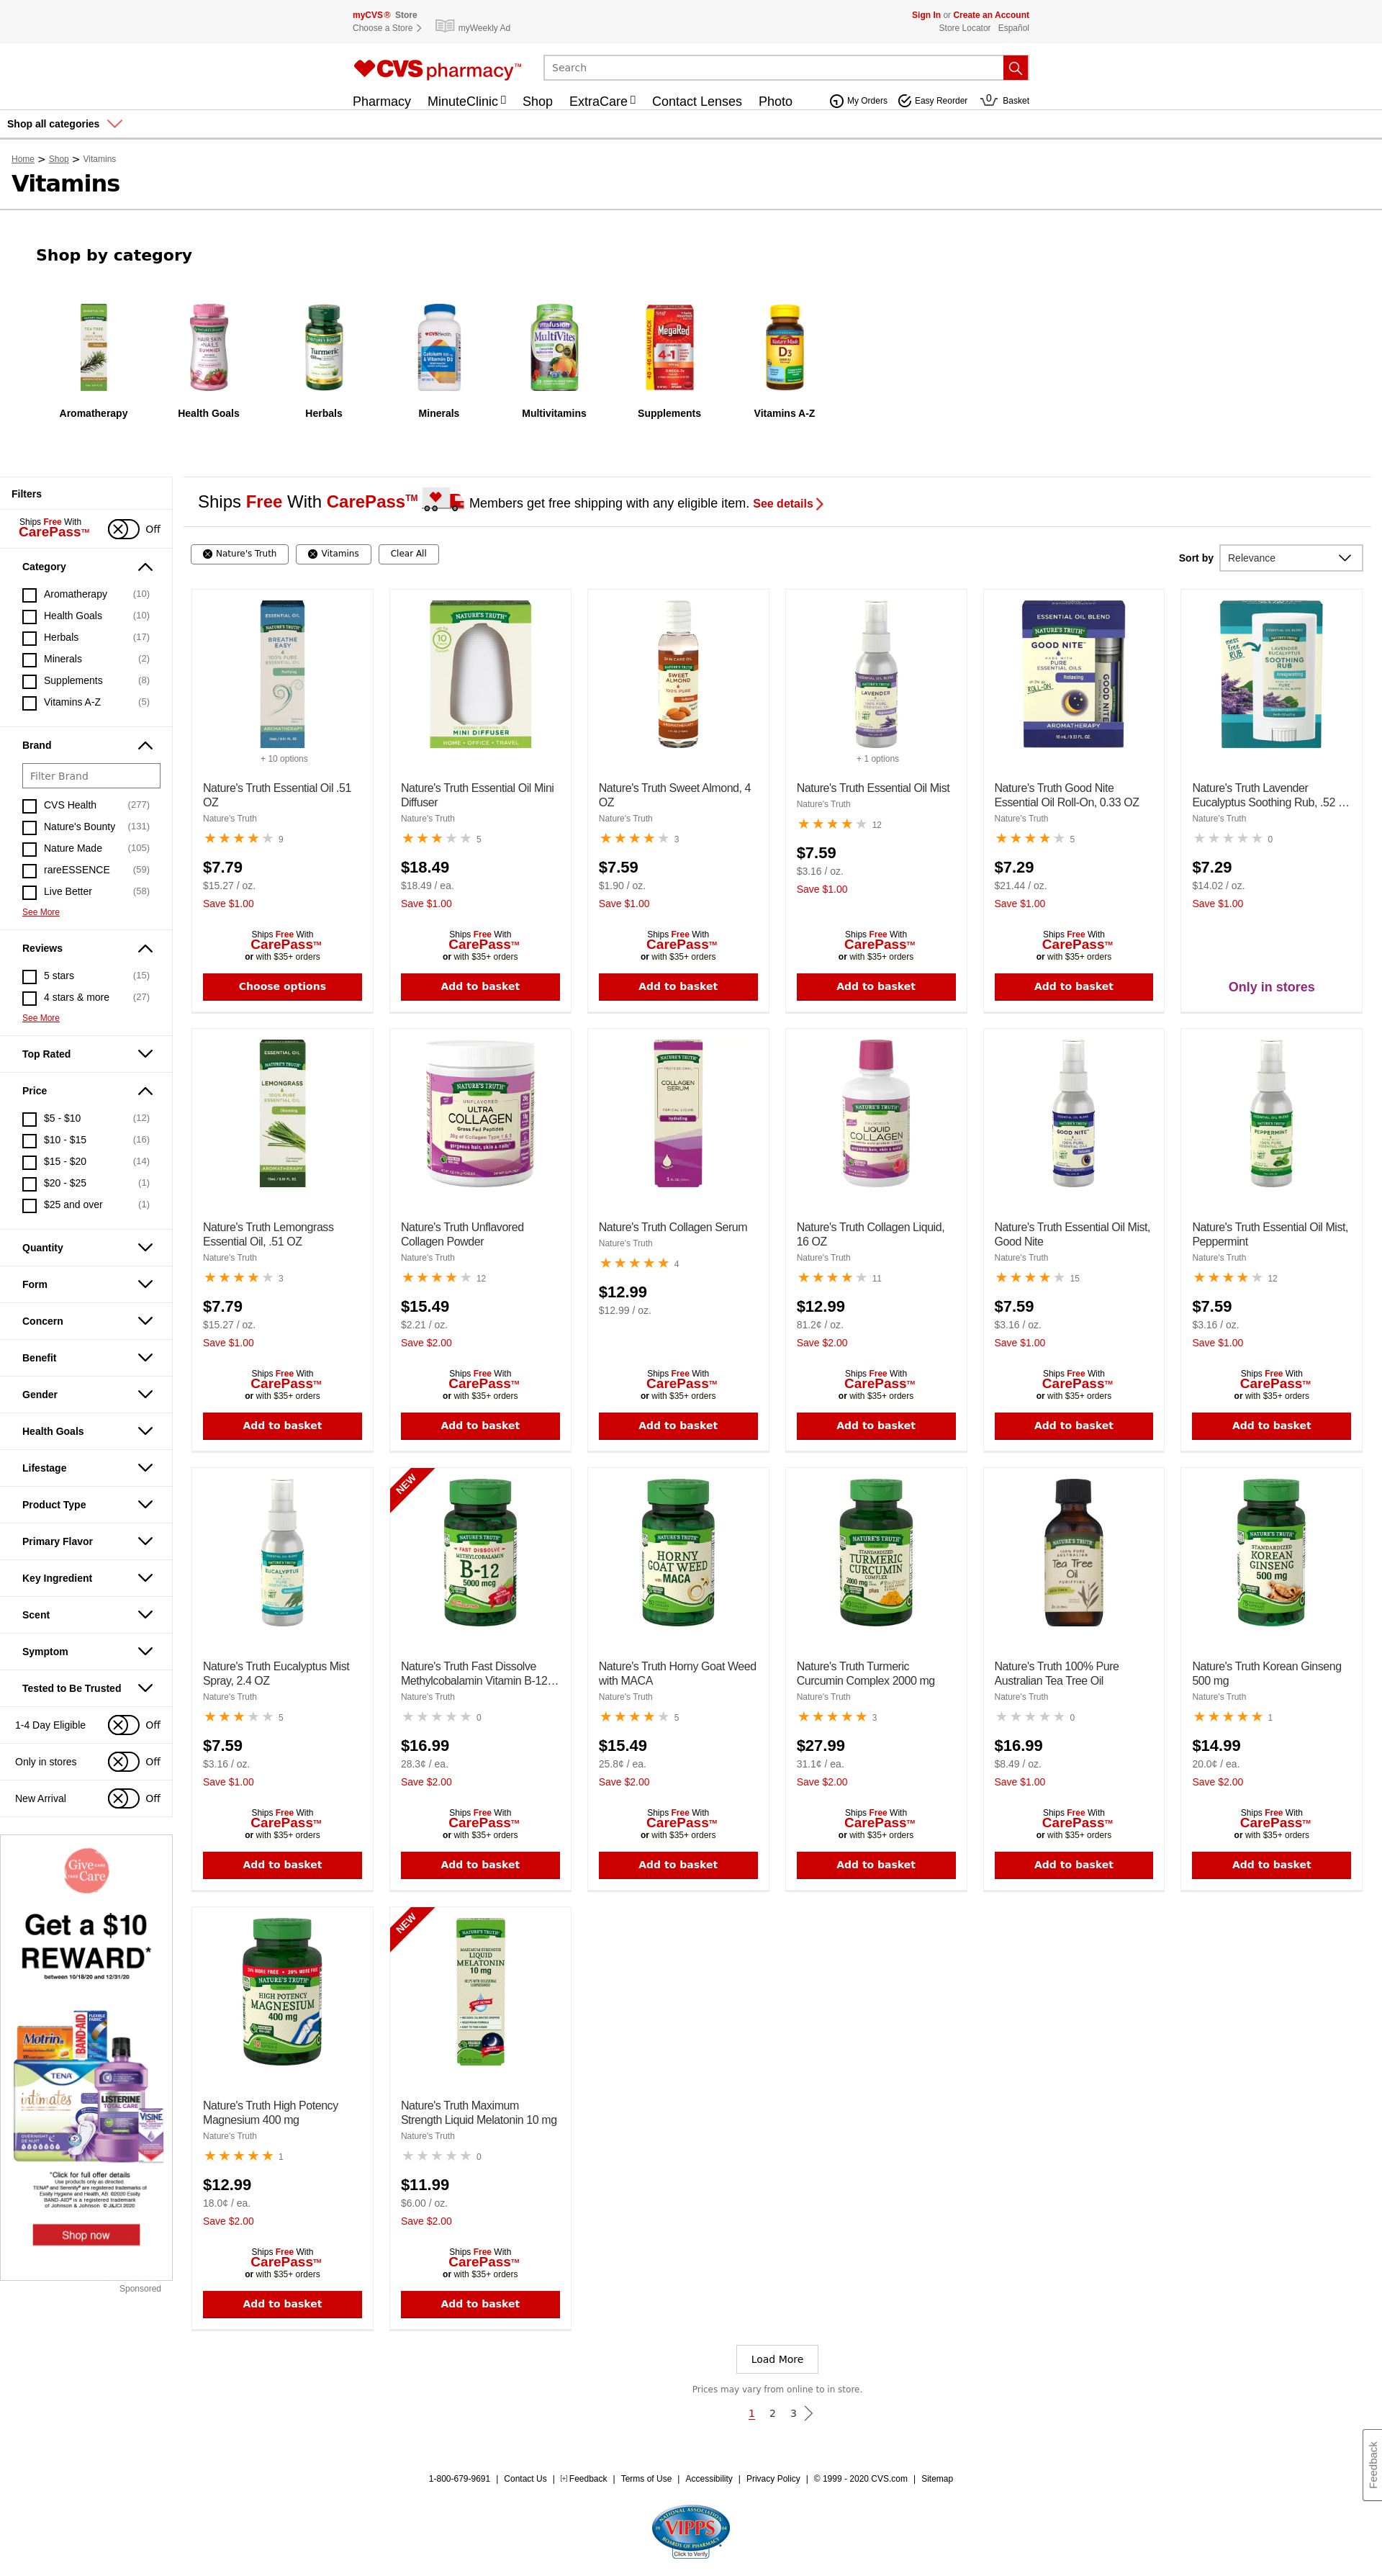 myCVS® Store
Choose a Store
myWeekly Ad
Sign In or Create an Account
Store Locator Español
CVS pharmacy™
Search
Pharmacy MinuteClinic Shop ExtraCare Contact Lenses Photo
My Orders Easy Reorder 0 Basket
Shop all categories
Home > Shop > Vitamins
Vitamins
Shop by category
Aromatherapy Health Goals Herbals Minerals Multivitamins Supplements Vitamins A-Z
Filters
Ships Free With
CarePass™
Off
Category
Aromatherapy (10)
Health Goals (10)
Herbals (17)
Minerals (2)
Supplements (8)
Vitamins A-Z (5)
Brand
Filter Brand
CVS Health (277)
Nature's Bounty (131)
Nature Made (105)
rareESSENCE (59)
Live Better (58)
See More
Reviews
5 stars (15)
4 stars & more (27)
See More
Top Rated
Price
$5 - $10 (12)
$10 - $15 (16)
$15 - $20 (14)
$20 - $25 (1)
$25 and over (1)
Quantity
Form
Concern
Benefit
Gender
Health Goals
Lifestage
Product Type
Primary Flavor
Key Ingredient
Scent
Symptom
Tested to Be Trusted
1-4 Day Eligible Off
Only in stores Off
New Arrival Off
Give Care
Get a $10
REWARD*
between 10/18/20 and 12/31/20
*Click for full offer details
Use products only as directed
TENA® and Serenity® are registered trademarks of
Essity Hygiene and Health, AB. ©2020 Essity
BAND-AID® is a registered trademark
of Johnson & Johnson. © J&JCI 2020
Shop now
Sponsored
Ships Free With CarePass™ Members get free shipping with any eligible item. See details
Nature's Truth Vitamins Clear All
Sort by Relevance
+ 10 options
Nature's Truth Essential Oil .51
OZ
Nature's Truth
9
$7.79
$15.27 / oz.
Save $1.00
Ships Free With
CarePass™
or with $35+ orders
Choose options
Nature's Truth Essential Oil Mini
Diffuser
Nature's Truth
5
$18.49
$18.49 / ea.
Save $1.00
Ships Free With
CarePass™
or with $35+ orders
Add to basket
Nature's Truth Sweet Almond, 4
OZ
Nature's Truth
3
$7.59
$1.90 / oz.
Save $1.00
Ships Free With
CarePass™
or with $35+ orders
Add to basket
+ 1 options
Nature's Truth Essential Oil Mist
Nature's Truth
12
$7.59
$3.16 / oz.
Save $1.00
Ships Free With
CarePass™
or with $35+ orders
Add to basket
Nature's Truth Good Nite
Essential Oil Roll-On, 0.33 OZ
Nature's Truth
5
$7.29
$21.44 / oz.
Save $1.00
Ships Free With
CarePass™
or with $35+ orders
Add to basket
Nature's Truth Lavender
Eucalyptus Soothing Rub, .52 …
Nature's Truth
0
$7.29
$14.02 / oz.
Save $1.00
Only in stores
Nature's Truth Lemongrass
Essential Oil, .51 OZ
Nature's Truth
3
$7.79
$15.27 / oz.
Save $1.00
Ships Free With
CarePass™
or with $35+ orders
Add to basket
Nature's Truth Unflavored
Collagen Powder
Nature's Truth
12
$15.49
$2.21 / oz.
Save $2.00
Ships Free With
CarePass™
or with $35+ orders
Add to basket
Nature's Truth Collagen Serum
Nature's Truth
4
$12.99
$12.99 / oz.
Ships Free With
CarePass™
or with $35+ orders
Add to basket
Nature's Truth Collagen Liquid,
16 OZ
Nature's Truth
11
$12.99
81.2¢ / oz.
Save $2.00
Ships Free With
CarePass™
or with $35+ orders
Add to basket
Nature's Truth Essential Oil Mist,
Good Nite
Nature's Truth
15
$7.59
$3.16 / oz.
Save $1.00
Ships Free With
CarePass™
or with $35+ orders
Add to basket
Nature's Truth Essential Oil Mist,
Peppermint
Nature's Truth
12
$7.59
$3.16 / oz.
Save $1.00
Ships Free With
CarePass™
or with $35+ orders
Add to basket
Nature's Truth Eucalyptus Mist
Spray, 2.4 OZ
Nature's Truth
5
$7.59
$3.16 / oz.
Save $1.00
Ships Free With
CarePass™
or with $35+ orders
Add to basket
NEW
Nature's Truth Fast Dissolve
Methylcobalamin Vitamin B-12…
Nature's Truth
0
$16.99
28.3¢ / ea.
Save $2.00
Ships Free With
CarePass™
or with $35+ orders
Add to basket
Nature's Truth Horny Goat Weed
with MACA
Nature's Truth
5
$15.49
25.8¢ / ea.
Save $2.00
Ships Free With
CarePass™
or with $35+ orders
Add to basket
Nature's Truth Turmeric
Curcumin Complex 2000 mg
Nature's Truth
3
$27.99
31.1¢ / ea.
Save $2.00
Ships Free With
CarePass™
or with $35+ orders
Add to basket
Nature's Truth 100% Pure
Australian Tea Tree Oil
Nature's Truth
0
$16.99
$8.49 / oz.
Save $1.00
Ships Free With
CarePass™
or with $35+ orders
Add to basket
Nature's Truth Korean Ginseng
500 mg
Nature's Truth
1
$14.99
20.0¢ / ea.
Save $2.00
Ships Free With
CarePass™
or with $35+ orders
Add to basket
Nature's Truth High Potency
Magnesium 400 mg
Nature's Truth
1
$12.99
18.0¢ / ea.
Save $2.00
Ships Free With
CarePass™
or with $35+ orders
Add to basket
NEW
Nature's Truth Maximum
Strength Liquid Melatonin 10 mg
Nature's Truth
0
$11.99
$6.00 / oz.
Save $2.00
Ships Free With
CarePass™
or with $35+ orders
Add to basket
Load More
Prices may vary from online to in store.
1 2 3
Feedback
1-800-679-9691 | Contact Us | [+] Feedback | Terms of Use | Accessibility | Privacy Policy | © 1999 - 2020 CVS.com | Sitemap
VIPPS
Click to Verify